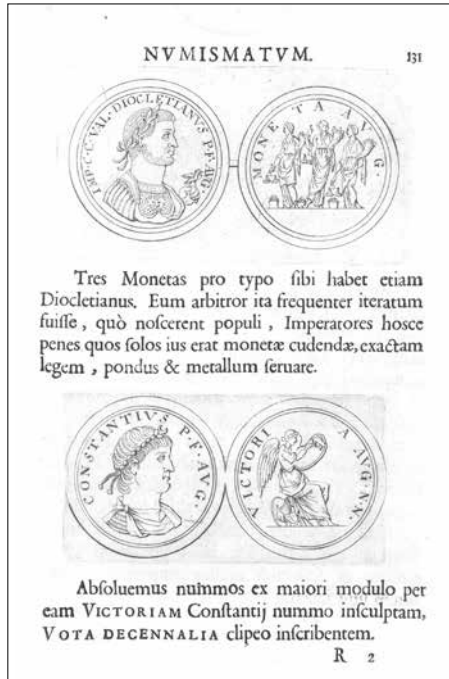 NVMISMATVM. 131
IMP. C. C. VAL. DIOCLETIANVS P. F. AVG.
MONETA AVG.
Tres Monetas pro typo sibi habet etiam
Diocletianus. Eum arbitror ita frequenter iteratum
fuisse, quò noscerent populi, Imperatores hosce
penes quos solos ius erat monetæ cudendæ, exactam
legem, pondus & metallum seruare.
CONSTANTIVS P. F. AVG.
VICTORIA AVG. N. N.
Absoluemus nummos ex maiori modulo per
eam VICTORIAM Constantij nummo insculptam,
VOTA DECENNALIA clipeo inscribentem.
R 2